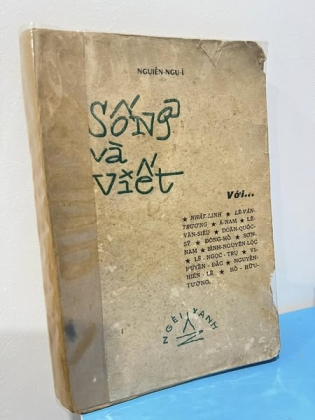 NGUIỄN-NGU-Í
Sống
và
viết
Với...
★ NHẤT-LINH ★ LÊ-VĂN-
TRƯƠNG ★ Á-NAM ★ LÊ-
VĂN-SIÊU ★ ĐOÀN-QUỐC-
SỸ ★ ĐÔNG-HỒ ★ SƠN-
NAM ★ BÌNH-NGUYÊN-LỘC
★ LÊ-NGỌC-TRỤ ★ VI-
HUYỀN-ĐẮC ★ NGUYỄN-
HIẾN-LÊ ★ HỒ-HỮU-
TƯỜNG.
NGÈI XANH